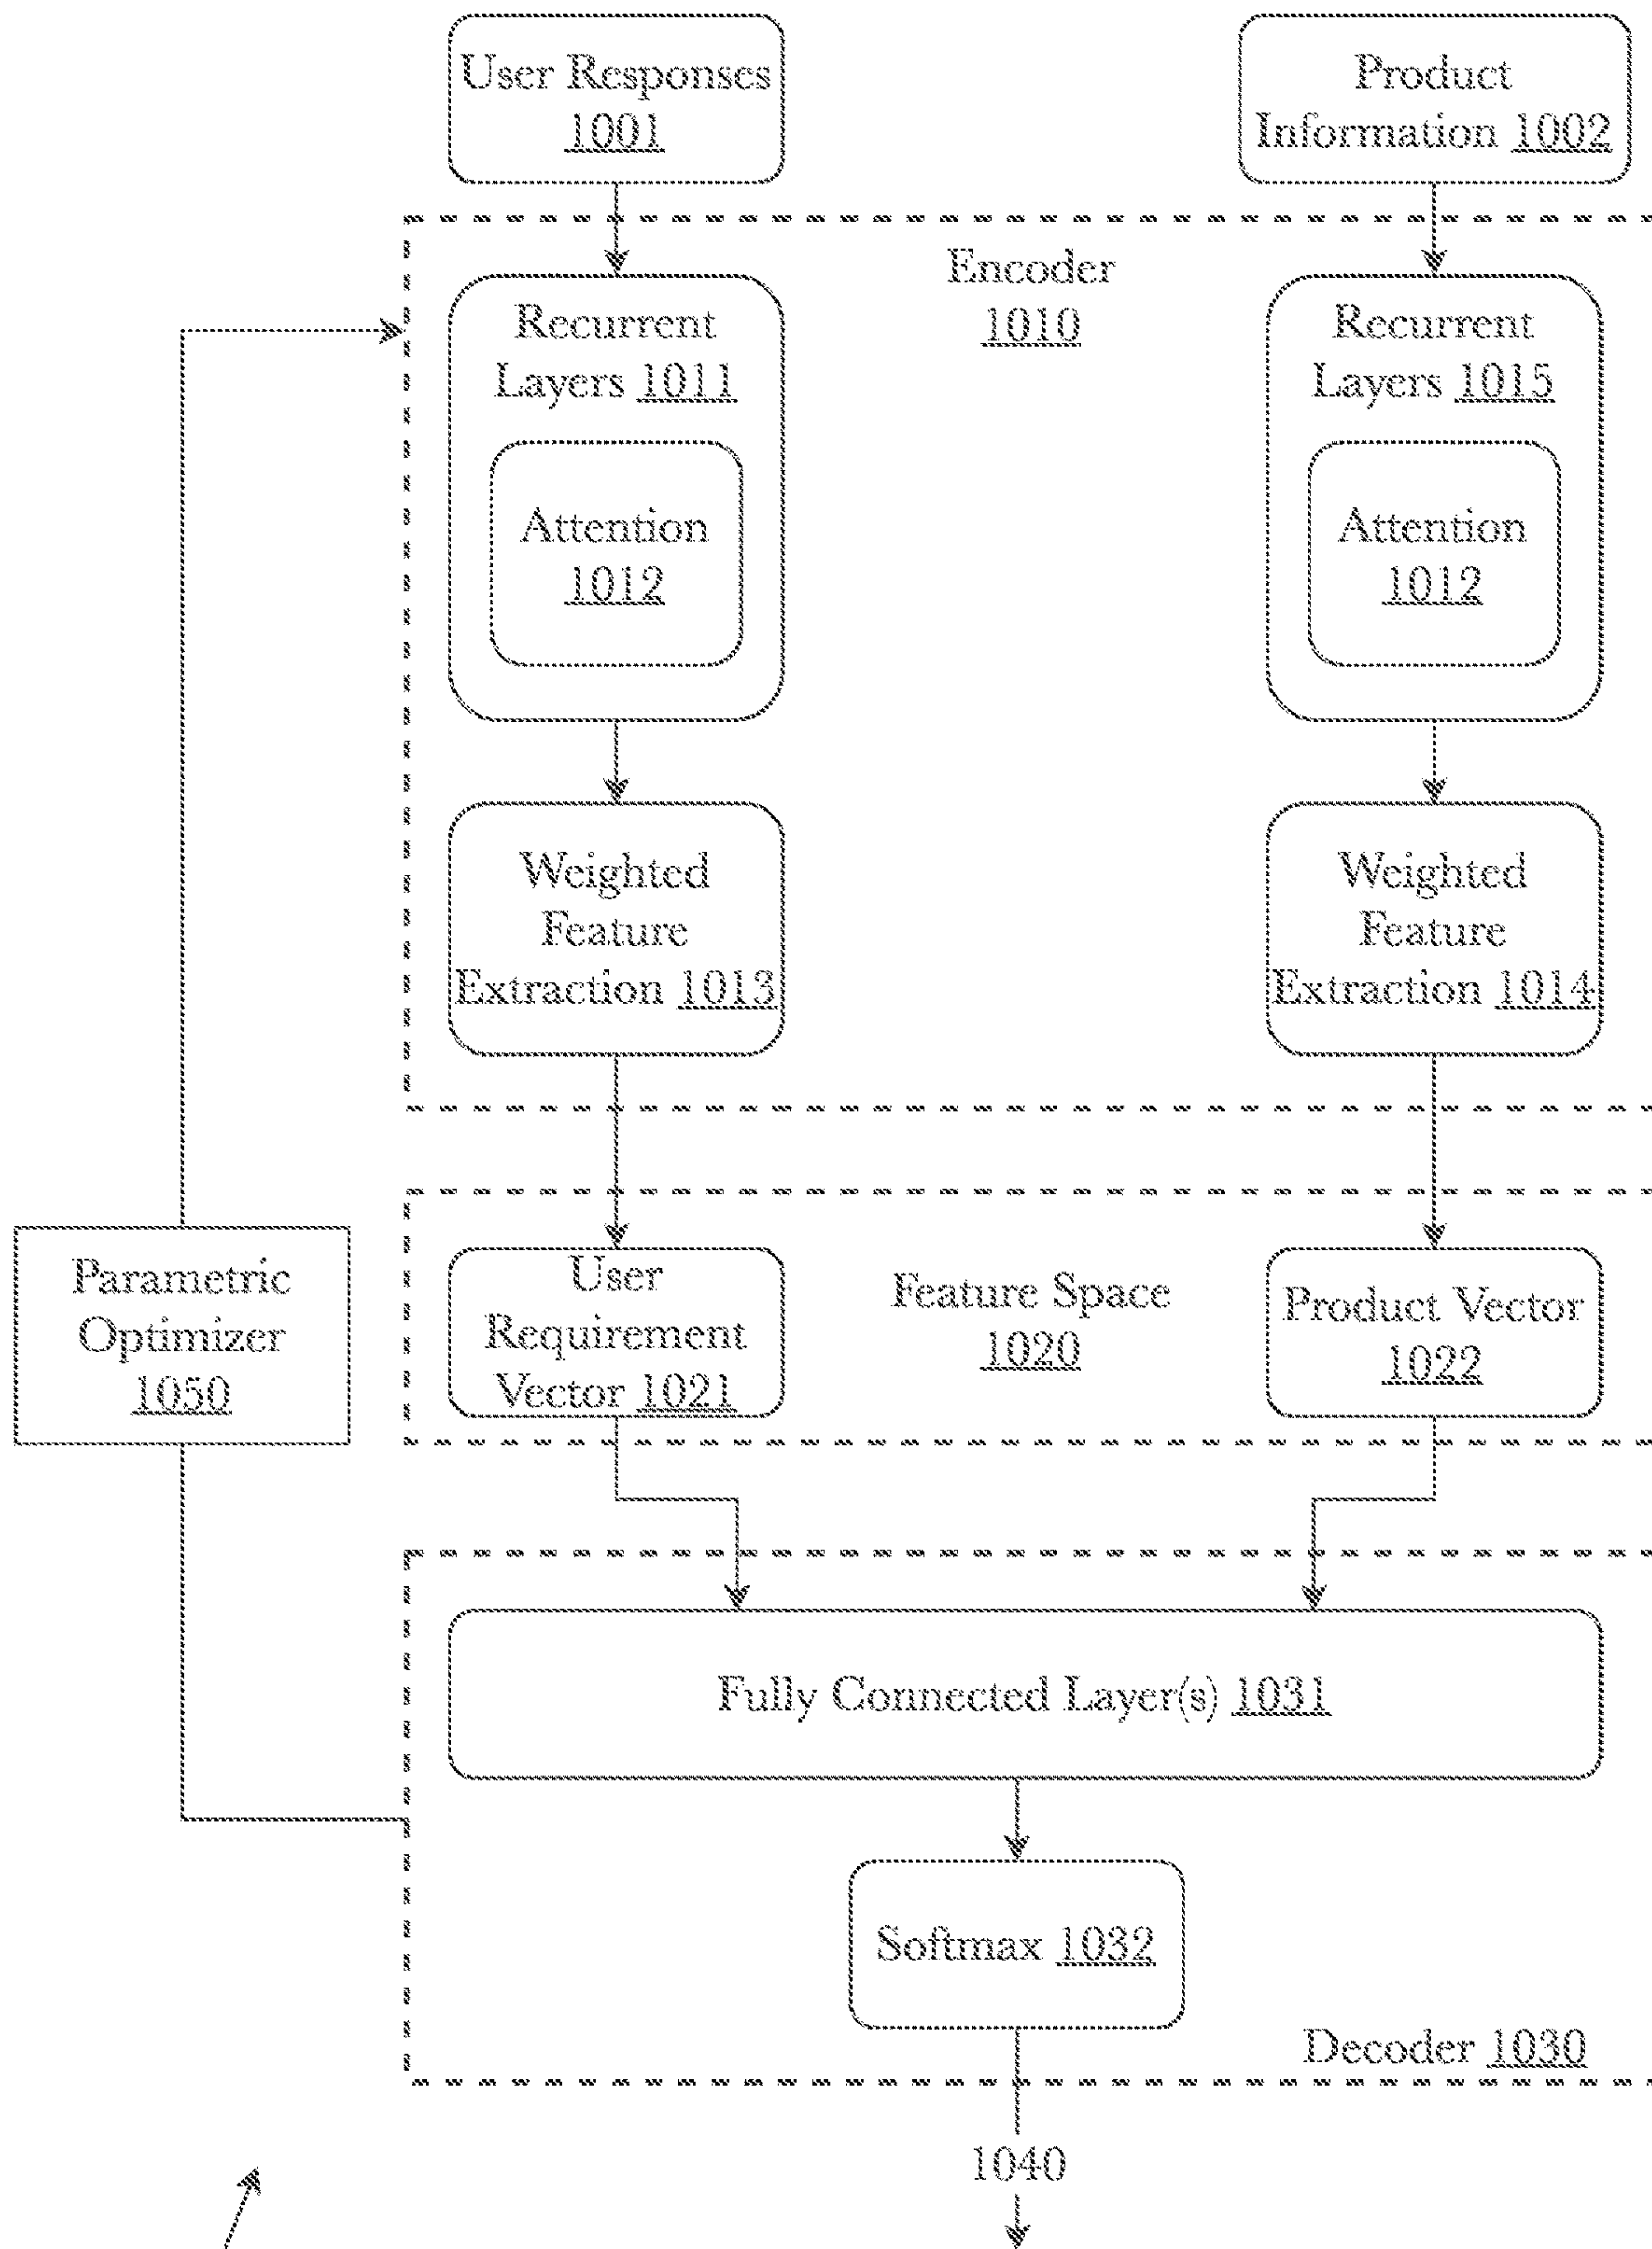 User Responses
1001
Product
Information 1002
Encoder
1010
Recurrent
Layers 1011
Recurrent
Layers 1015
Attention
1012
Attention
1012
Weighted
Feature
Extraction 1013
Weighted
Feature
Extraction 1014
Parametric
Optimizer
1050
User
Requirement
Vector 1021
Feature Space
1020
Product Vector
1022
Fully Connected Layer(s) 1031
Softmax 1032
Decoder 1030
1040